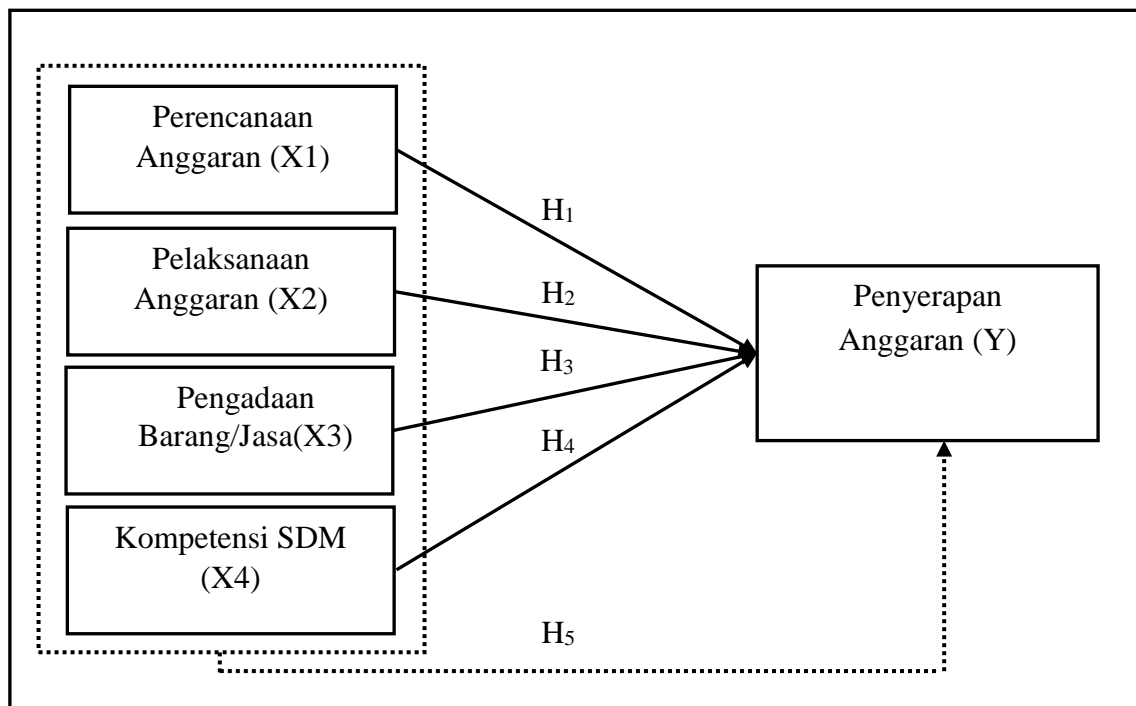 Perencanaan
Anggaran (X1)
Pelaksanaan
Anggaran (X2)
Pengadaan
Barang/Jasa(X3)
Kompetensi SDM
(X4)
H₁
H₂
H₃
H₄
H₅
Penyerapan
Anggaran (Y)